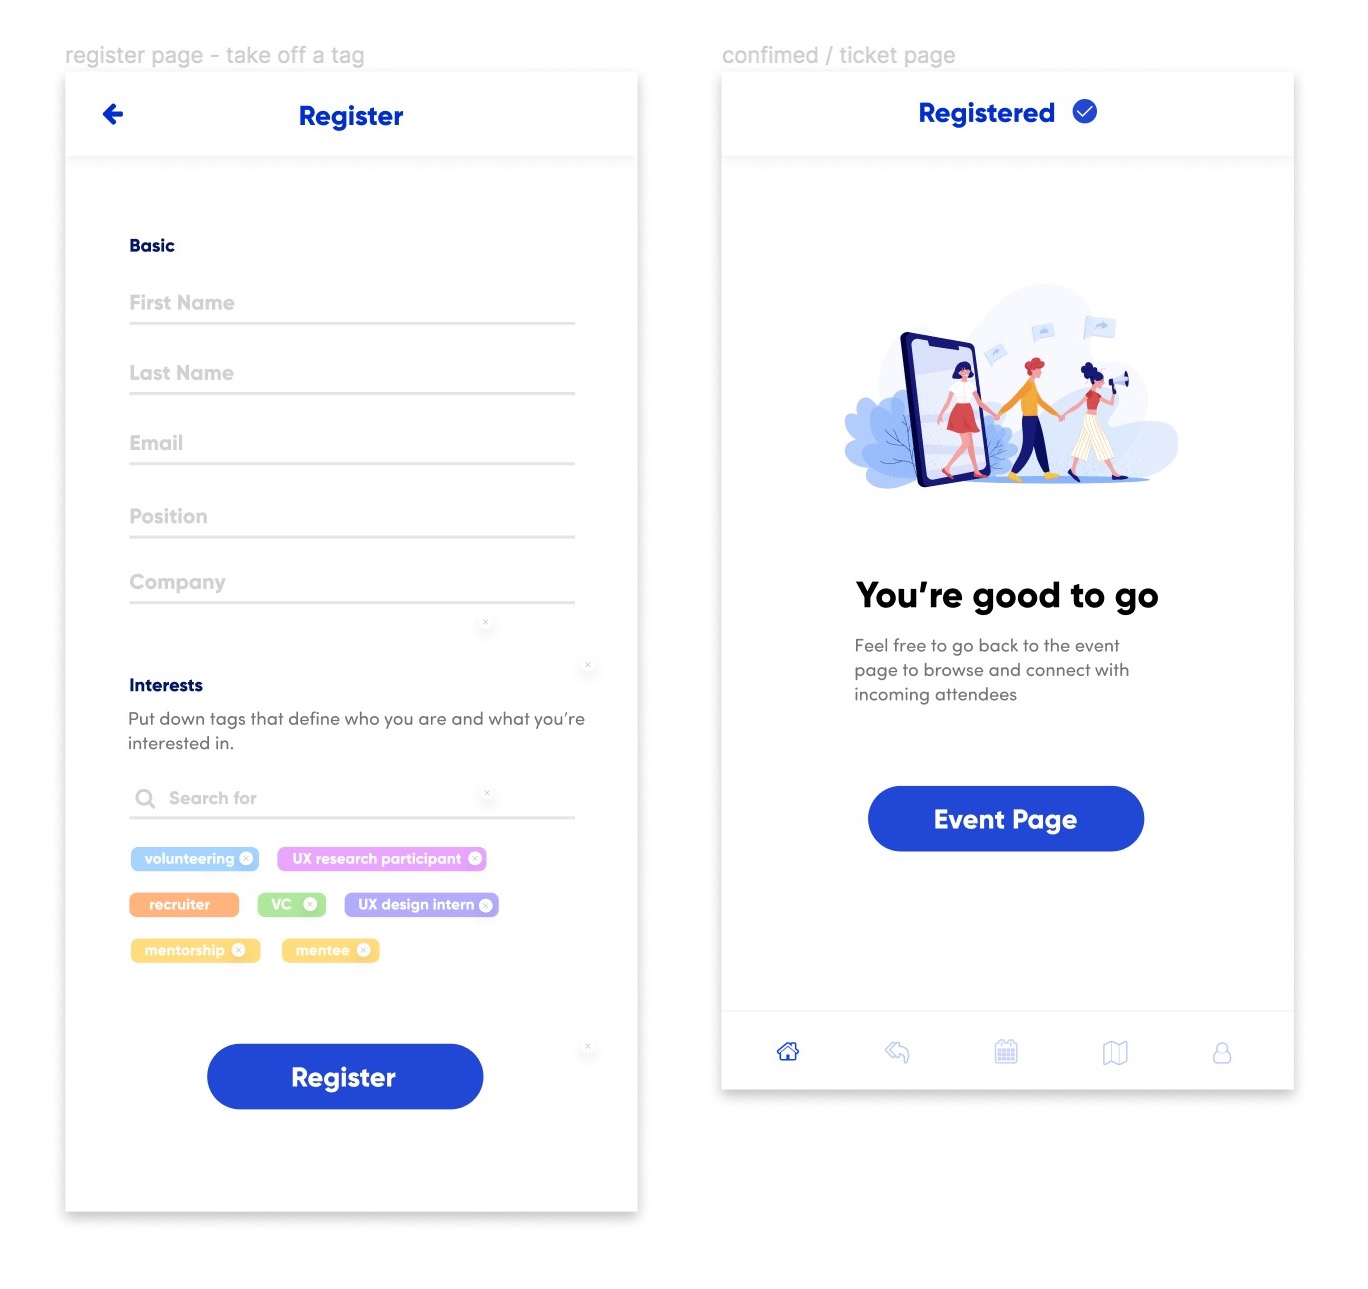 register page - take off a tag
Register
Basic
First Name
Last Name
Email
Position
Company
Interests
Put down tags that define who you are and what you’re
interested in.
Search for
volunteering
UX research participant
recruiter
VC
UX design intern
mentorship
mentee
Register
confimed / ticket page
Registered
You’re good to go
Feel free to go back to the event
page to browse and connect with
incoming attendees
Event Page